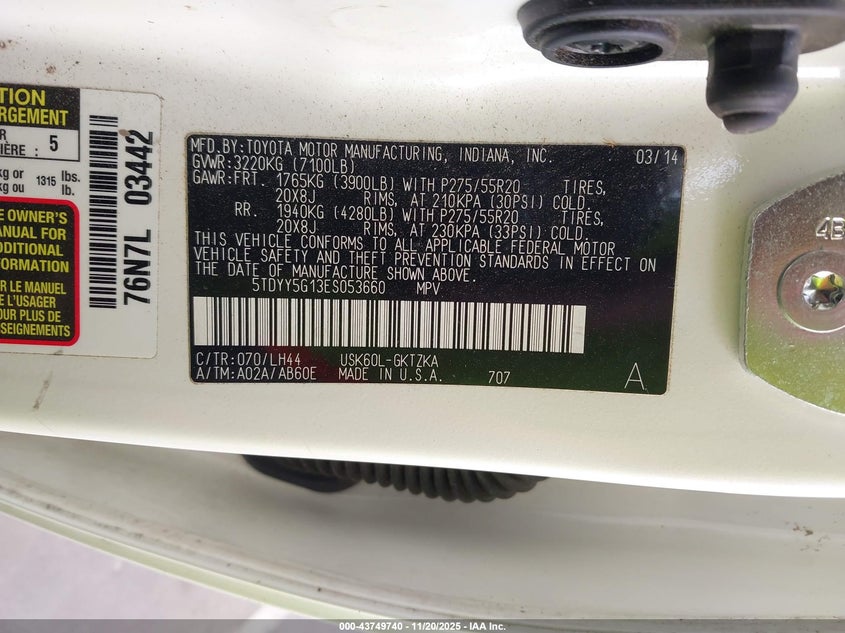 TION
RGEMENT
R
IÈRE : 5
kg or 1315 lbs.
kg ou lb.
E OWNER'S
MANUAL FOR
DDITIONAL
FORMATION
R LE MANUEL
E L'USAGER
R PLUS DE
SEIGNEMENTS
76N7L 03442
MFD.BY:TOYOTA MOTOR MANUFACTURING, INDIANA, INC. 03/14
GVWR:3220KG (7100LB)
GAWR:FRT. 1765KG (3900LB) WITH P275/55R20 TIRES,
20X8J RIMS, AT 210KPA (30PSI) COLD.
RR. 1940KG (4280LB) WITH P275/55R20 TIRES,
20X8J RIMS, AT 230KPA (33PSI) COLD.
THIS VEHICLE CONFORMS TO ALL APPLICABLE FEDERAL MOTOR
VEHICLE SAFETY AND THEFT PREVENTION STANDARDS IN EFFECT ON
THE DATE OF MANUFACTURE SHOWN ABOVE.
5TDYY5G13ES053660 MPV
C/TR:070/LH44 USK60L-GKTZKA
A/TM:A02A/AB60E MADE IN U.S.A. 707 A
4B
000-43749740 - 11/20/2025 - IAA Inc.